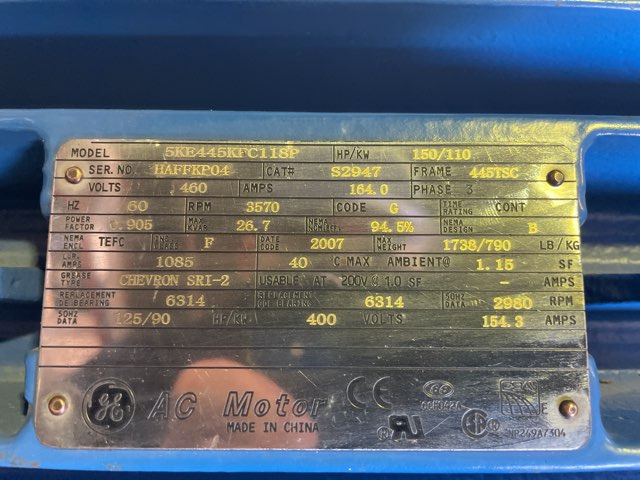 MODEL 5KE445KFC118P HP/KW 150/110
SER. NO. HAFFKP04 CAT# S2947 FRAME 445TSC
VOLTS 460 AMPS 164.0 PHASE 3
HZ 60 RPM 3570 CODE G TIME RATING CONT
POWER FACTOR 0.905 MAX KVAR 26.7 NEMA NOM.EFF. 94.5% NEMA DESIGN B
NEMA ENCL TEFC INS. CLASS F DATE CODE 2007 MAX WEIGHT 1738/790 LB/KG
LDR. AMPS 1085 40 C MAX AMBIENT@ 1.15 SF
GREASE TYPE CHEVRON SRI-2 USABLE AT 200V@1.0 SF - AMPS
REPLACEMENT DE BEARING 6314 REPLACEMENT ODE BEARING 6314 50HZ DATA 2980 RPM
50HZ DATA 125/90 HP/KW 400 VOLTS 154.3 AMPS
GE AC Motor
MADE IN CHINA
CE